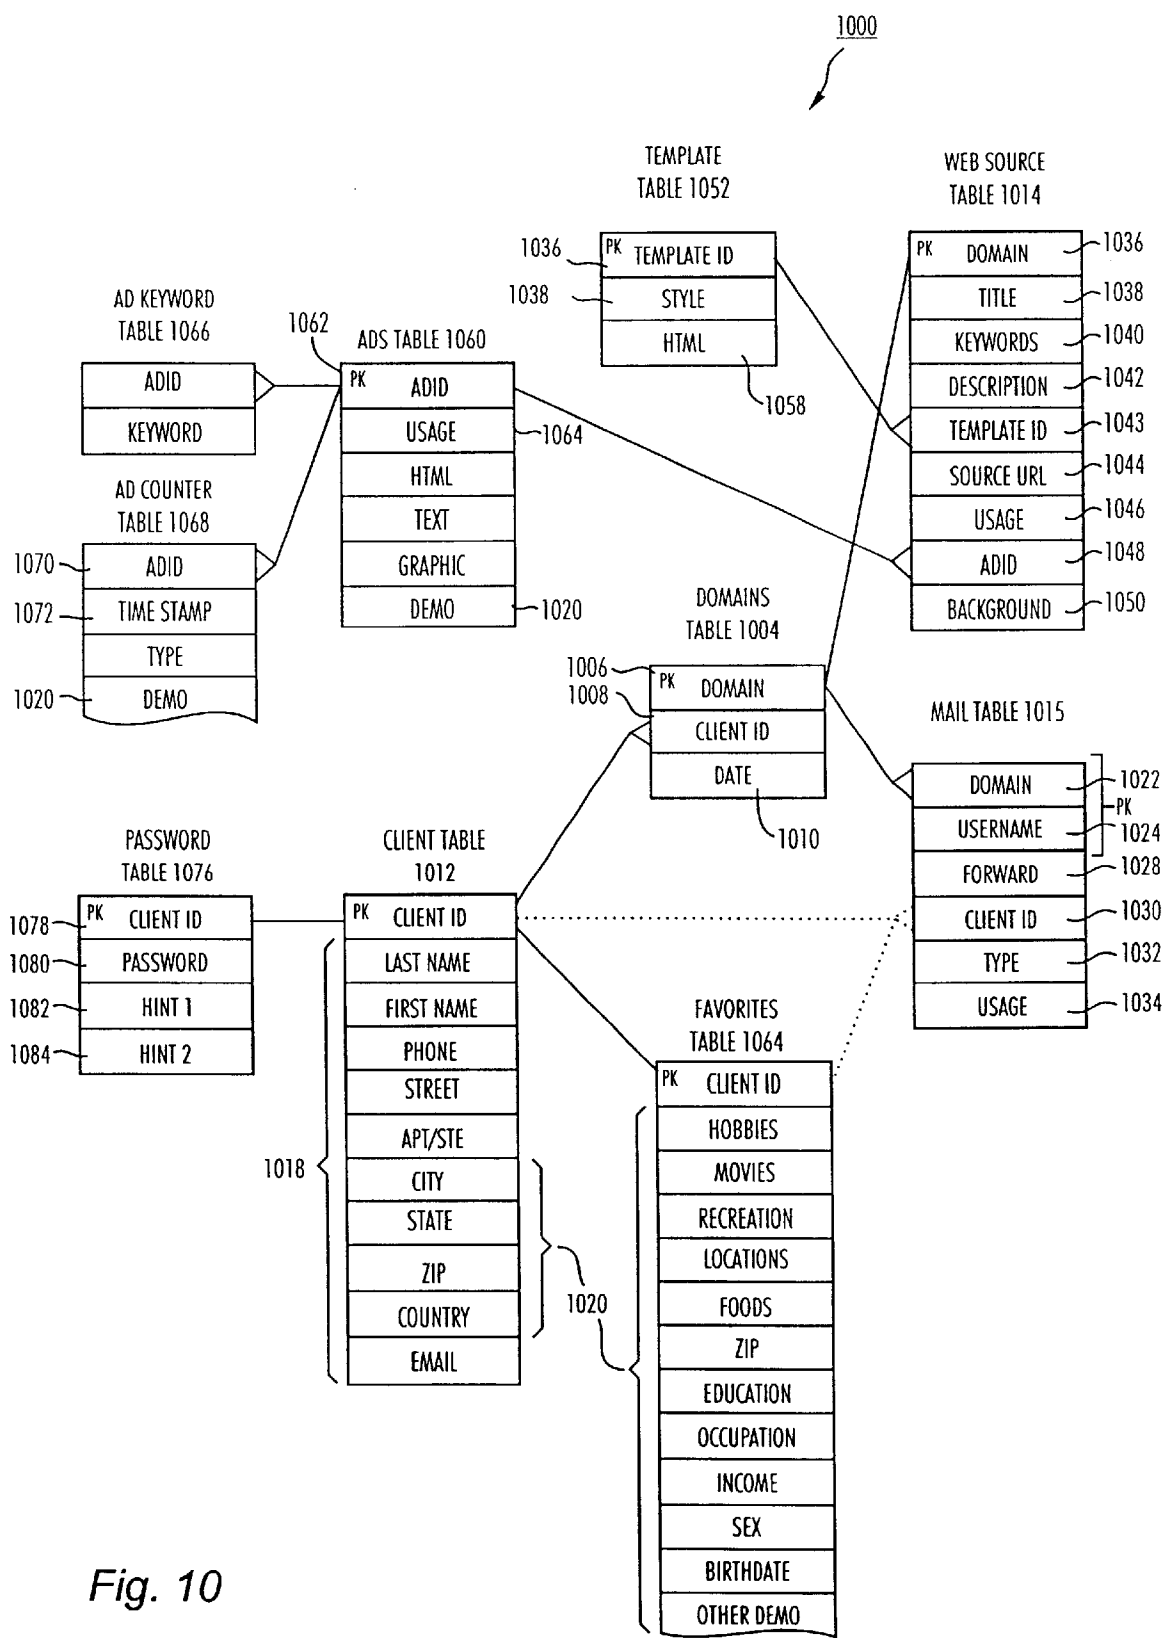 1000
TEMPLATE
TABLE 1052
1036
PK TEMPLATE ID
1038
STYLE
HTML
1058
WEB SOURCE
TABLE 1014
PK DOMAIN 1036
TITLE 1038
KEYWORDS 1040
DESCRIPTION 1042
TEMPLATE ID 1043
SOURCE URL 1044
USAGE 1046
ADID 1048
BACKGROUND 1050
AD KEYWORD
TABLE 1066
ADID
KEYWORD
1062
ADS TABLE 1060
PK ADID
USAGE 1064
HTML
TEXT
GRAPHIC
DEMO 1020
AD COUNTER
TABLE 1068
1070 ADID
1072 TIME STAMP
TYPE
1020 DEMO
DOMAINS
TABLE 1004
1006
PK DOMAIN
1008
CLIENT ID
DATE
1010
MAIL TABLE 1015
DOMAIN 1022
PK
USERNAME 1024
FORWARD 1028
CLIENT ID 1030
TYPE 1032
USAGE 1034
PASSWORD
TABLE 1076
1078 PK CLIENT ID
1080 PASSWORD
1082 HINT 1
1084 HINT 2
CLIENT TABLE
1012
PK CLIENT ID
LAST NAME
FIRST NAME
PHONE
STREET
APT/STE
1018
CITY
STATE
ZIP
COUNTRY
EMAIL
1020
FAVORITES
TABLE 1064
PK CLIENT ID
HOBBIES
MOVIES
RECREATION
LOCATIONS
FOODS
ZIP
EDUCATION
OCCUPATION
INCOME
SEX
BIRTHDATE
OTHER DEMO
Fig. 10